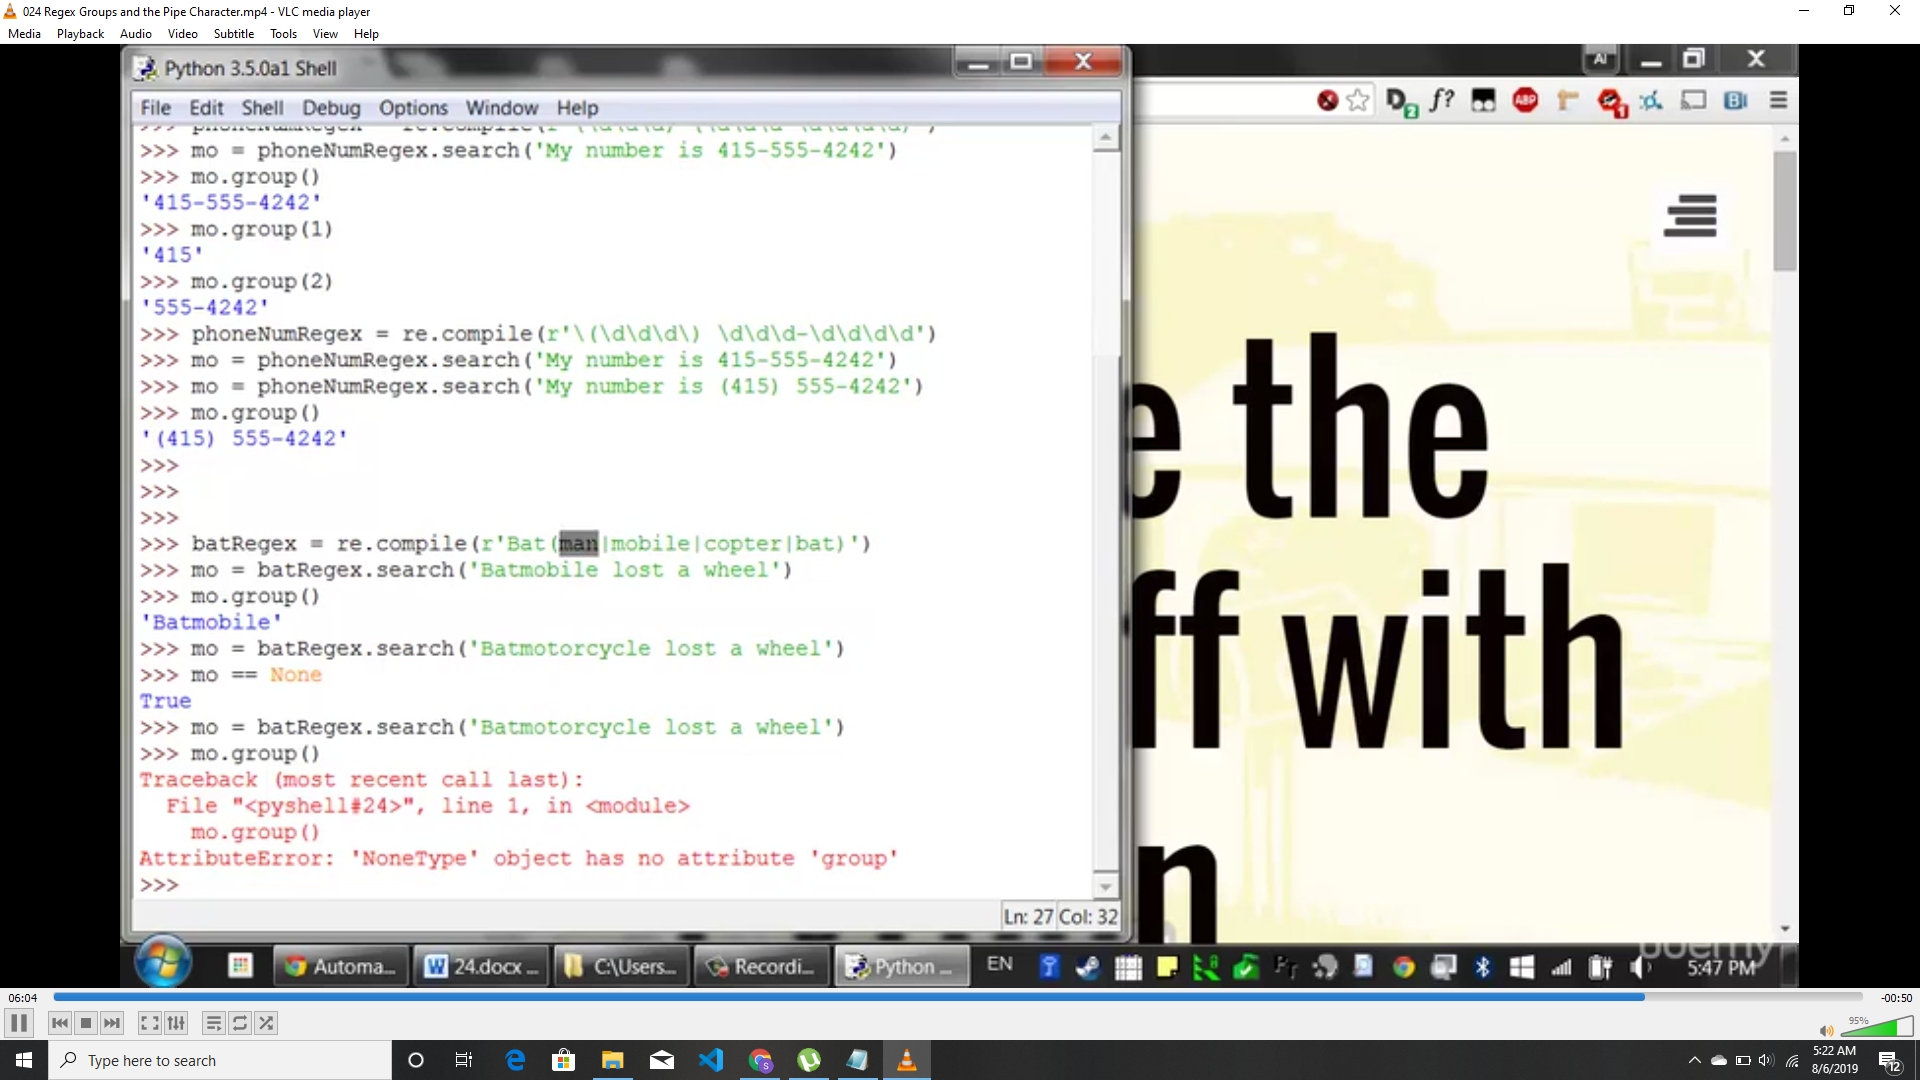 024 Regex Groups and the Pipe Character.mp4 - VLC media player
Media Playback Audio Video Subtitle Tools View Help
Python 3.5.0a1 Shell
File Edit Shell Debug Options Window Help
>>> mo = phoneNumRegex.search('My number is 415-555-4242')
>>> mo.group()
'415-555-4242'
>>> mo.group(1)
'415'
>>> mo.group(2)
'555-4242'
>>> phoneNumRegex = re.compile(r'\(\d\d\d\) \d\d\d-\d\d\d\d')
>>> mo = phoneNumRegex.search('My number is 415-555-4242')
>>> mo = phoneNumRegex.search('My number is (415) 555-4242')
>>> mo.group()
'(415) 555-4242'
>>>
>>>
>>>
>>> batRegex = re.compile(r'Bat(man|mobile|copter|bat)')
>>> mo = batRegex.search('Batmobile lost a wheel')
>>> mo.group()
'Batmobile'
>>> mo = batRegex.search('Batmotorcycle lost a wheel')
>>> mo == None
True
>>> mo = batRegex.search('Batmotorcycle lost a wheel')
>>> mo.group()
Traceback (most recent call last):
File "<pyshell#24>", line 1, in <module>
mo.group()
AttributeError: 'NoneType' object has no attribute 'group'
>>>
Ln: 27 Col: 32
AI
f?
ABP
e the
ff with
n
udemy
Automa...
24.docx ...
C:\Users...
Recordi...
Python ...
EN
5:47 PM
06:04
-00:50
95%
Type here to search
5:22 AM
8/6/2019
12